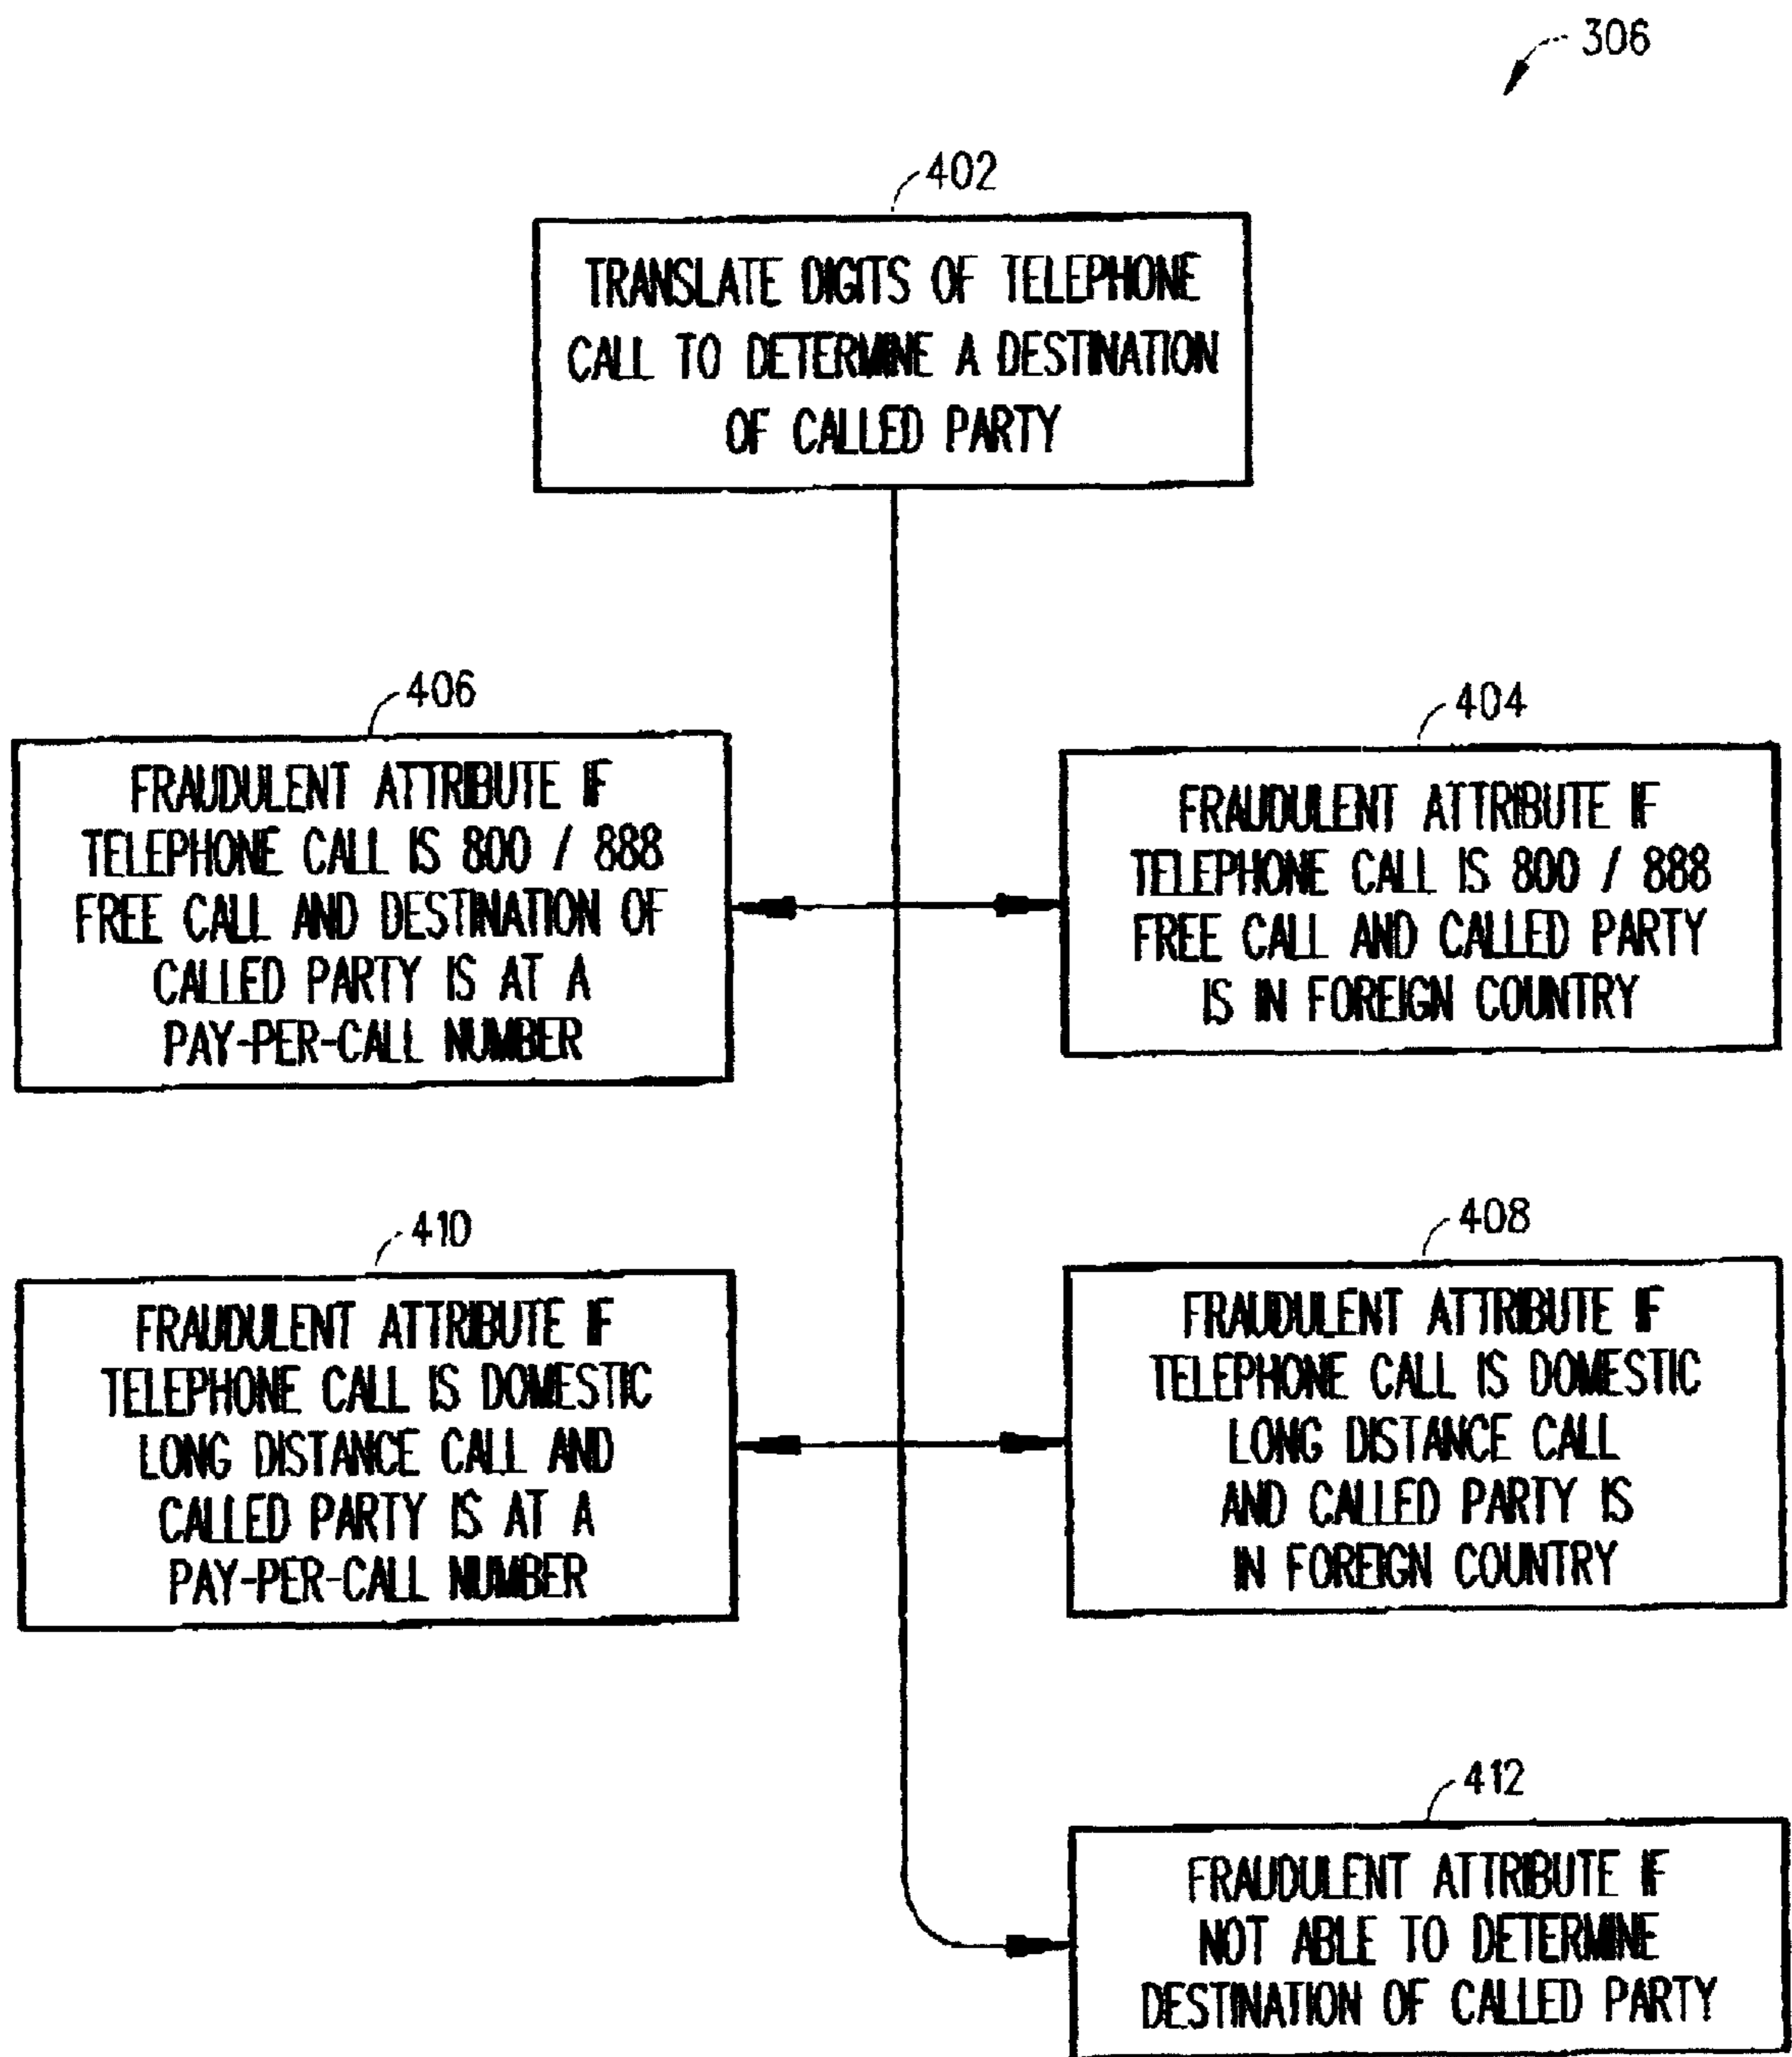 306
402
TRANSLATE DIGITS OF TELEPHONE
CALL TO DETERMINE A DESTINATION
OF CALLED PARTY
406
FRAUDULENT ATTRIBUTE IF
TELEPHONE CALL IS 800 / 888
FREE CALL AND DESTINATION OF
CALLED PARTY IS AT A
PAY-PER-CALL NUMBER
404
FRAUDULENT ATTRIBUTE IF
TELEPHONE CALL IS 800 / 888
FREE CALL AND CALLED PARTY
IS IN FOREIGN COUNTRY
410
FRAUDULENT ATTRIBUTE IF
TELEPHONE CALL IS DOMESTIC
LONG DISTANCE CALL AND
CALLED PARTY IS AT A
PAY-PER-CALL NUMBER
408
FRAUDULENT ATTRIBUTE IF
TELEPHONE CALL IS DOMESTIC
LONG DISTANCE CALL
AND CALLED PARTY IS
IN FOREIGN COUNTRY
412
FRAUDULENT ATTRIBUTE IF
NOT ABLE TO DETERMINE
DESTINATION OF CALLED PARTY